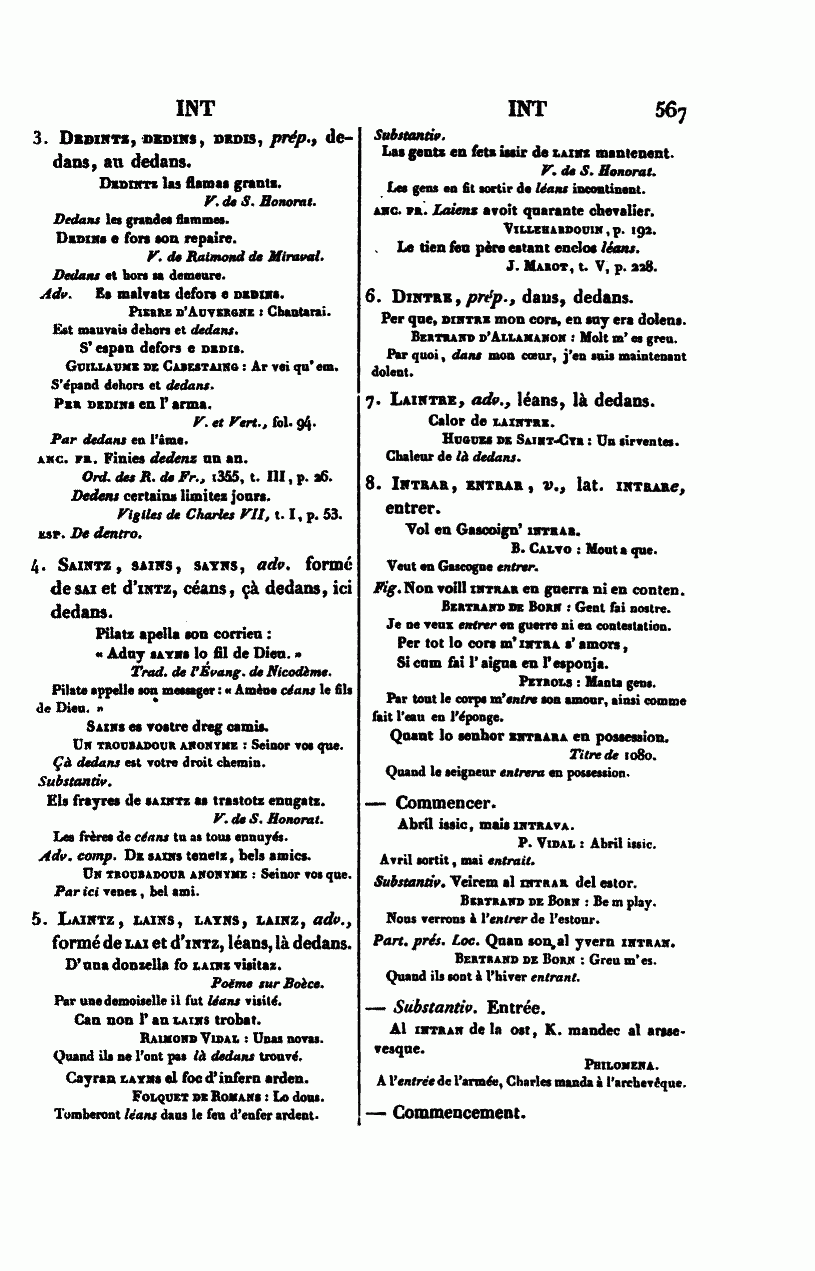 INT
INT 567
3. DEDINTZ, DEDINS, DEDIS, prép., de-
dans, au dedans.
DEDINTZ las flamas grantz.
V. de S. Honorat.
Dedans les grandes flammes.
DEDINS e fors son repaire.
V. de Raimond de Miraval.
Dedans et hors sa demeure.
Adv. Es malvatz defors e DEDINS.
PIERRE D'AUVERGNE : Chantarai.
Est mauvais dehors et dedans.
S' espan defors e DEDIS.
GUILLAUME DE CABESTAING : Ar vei qu' em.
S'épand dehors et dedans.
PER DEDINS en l' arma.
V. et Vert., fol. 94.
Par dedans en l'âme.
ANC. FR. Finies dedenz un an.
Ord. des R. de Fr., 1355, t. III, p. 26.
Dedens certains limitez jours.
Vigiles de Charles VII, t. I, p. 53.
ESP. De dentro.
4. SAINTZ, SAINS, SAYNS, adv. formé
de SAI et d'INTZ, céans, çà dedans, ici
dedans.
Pilatz apella son corrieu :
« Aduy SAYNS lo fil de Dieu. »
Trad. de l'Évang. de Nicodème.
Pilate appelle son messager : « Amène céans le fils
de Dieu. »
SAINS es vostre dreg camis.
UN TROUBADOUR ANONYME : Seinor vos que.
Çà dedans est votre droit chemin.
Substantiv.
Els frayres de SAINTZ as trastotz enugatz.
V. de S. Honorat.
Les frères de céans tu as tous ennuyés.
Adv. comp. DE SAINS tenetz, bels amics.
UN TROUBADOUR ANONYME : Seinor vos que.
Par ici venez, bel ami.
5. LAINTZ, LAINS, LAYNS, LAINZ, adv.,
formé de LAI et d'INTZ, léans, là dedans.
D' una donzella fo LAINZ visitaz.
Poëme sur Boèce.
Par une demoiselle il fut léans visité.
Can non l' an LAINS trobat.
RAIMOND VIDAL : Unas novas.
Quand ils ne l'ont pas là dedans trouvé.
Cayran LAYNS el foc d' infern arden.
FOLQUET DE ROMANS : Lo dous.
Tomberont léans dans le feu d'enfer ardent.
Substantiv.
Las gentz en fetz issir de LAINZ mantenent.
V. de S. Honorat.
Les gens en fit sortir de léans incontinent.
ANC. FR. Laiens avoit quarante chevalier.
VILLEHARDOUIN, p. 192.
Le tien feu père estant enclos léans.
J. MAROT, t. V, p. 228.
6. DINTRE, prép., dans, dedans.
Per que, DINTRE mon cors, en suy era dolens.
BERTRAND D'ALLAMANON : Molt m' es greu.
Par quoi, dans mon cœur, j'en suis maintenant
dolent.
7. LAINTRE, adv., léans, là dedans.
Calor de LAINTRE.
HUGUES DE SAINT-CYR : Un sirventes.
Chaleur de là dedans.
8. INTRAR, ENTRAR, v., lat. INTRARE,
entrer.
Vol en Gascoign' INTRAR.
B. CALVO : Mout a que.
Veut en Gascogne entrer.
Fig. Non voill INTRAR en guerra ni en conten.
BERTRAND DE BORN : Gent fai nostre.
Je ne veux entrer en guerre ni en contestation.
Per tot lo cors m' INTRA s' amors,
Si cum fai l' aigua en l' esponja.
PEYROLS : Manta gens.
Par tout le corps m'entre son amour, ainsi comme
fait l'eau en l'éponge.
Quant lo senhor ENTRARA en possession.
Titre de 1080.
Quand le seigneur entrera en possession.
— Commencer.
Abril issic, mais INTRAVA.
P. VIDAL : Abril issic.
Avril sortit, mai entrait.
Substantiv. Veirem al INTRAR del estor.
BERTRAND DE BORN : Be m play.
Nous verrons à l'entrer de l'estour.
Part. prés. Loc. Quan son al yvern INTRAN.
BERTRAND DE BORN : Greu m' es.
Quand ils sont à l'hiver entrant.
— Substantiv. Entrée.
Al INTRAN de la ost, K. mandec al arsse-
vesque.
PHILOMENA.
A l'entrée de l'armée, Charles manda à l'archevêque.
— Commencement.